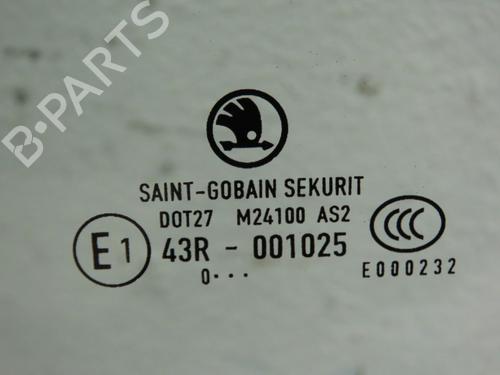 B-PARTS
SAINT-GOBAIN SEKURIT
DOT27 M24100 AS2
E1 43R - 001025 CCC
0··· E000232